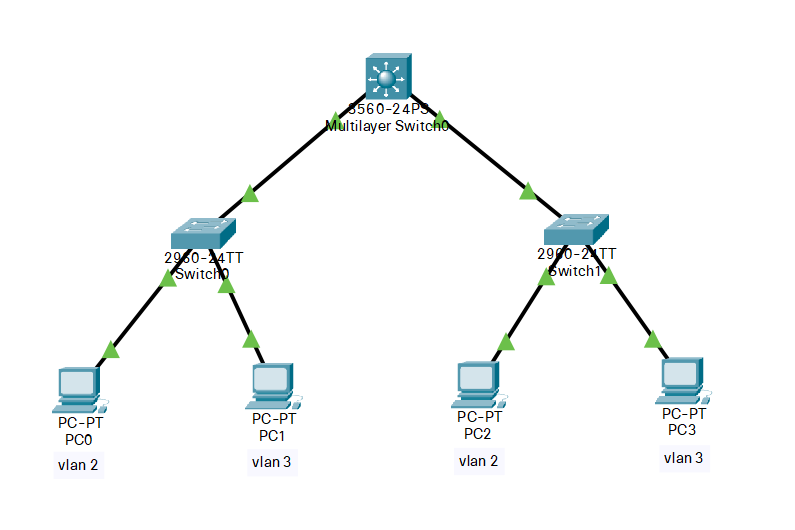 3560-24PS
Multilayer Switch0
2960-24TT
Switch0
2960-24TT
Switch1
PC-PT
PC0
vlan 2
PC-PT
PC1
vlan 3
PC-PT
PC2
vlan 2
PC-PT
PC3
vlan 3